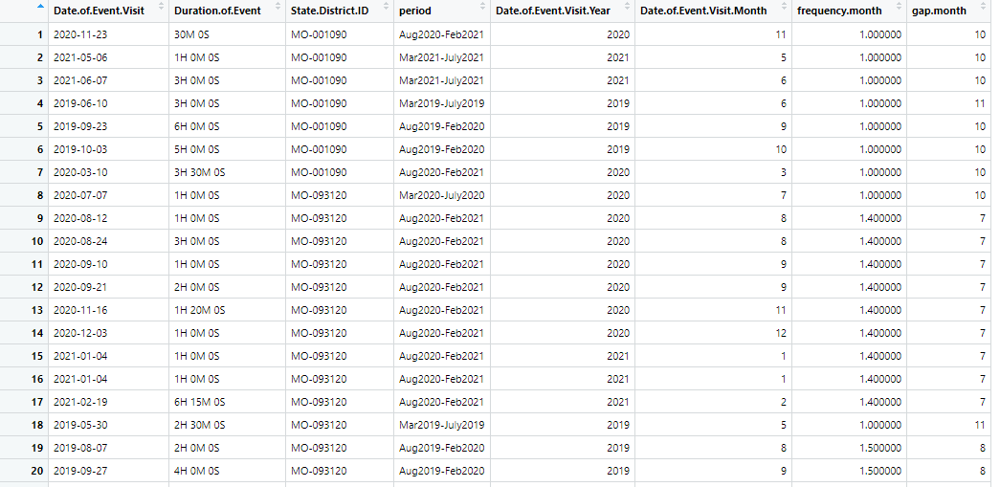 Date.of.Event.Visit Duration.of.Event State.District.ID period Date.of.Event.Visit.Year Date.of.Event.Visit.Month frequency.month gap.month
1 2020-11-23 30M 0S MO-001090 Aug2020-Feb2021 2020 11 1.000000 10
2 2021-05-06 1H 0M 0S MO-001090 Mar2021-July2021 2021 5 1.000000 10
3 2021-06-07 3H 0M 0S MO-001090 Mar2021-July2021 2021 6 1.000000 10
4 2019-06-10 3H 0M 0S MO-001090 Mar2019-July2019 2019 6 1.000000 11
5 2019-09-23 6H 0M 0S MO-001090 Aug2019-Feb2020 2019 9 1.000000 10
6 2019-10-03 5H 0M 0S MO-001090 Aug2019-Feb2020 2019 10 1.000000 10
7 2020-03-10 3H 30M 0S MO-001090 Aug2020-Feb2021 2020 3 1.000000 10
8 2020-07-07 1H 0M 0S MO-093120 Mar2020-July2020 2020 7 1.000000 10
9 2020-08-12 1H 0M 0S MO-093120 Aug2020-Feb2021 2020 8 1.400000 7
10 2020-08-24 3H 0M 0S MO-093120 Aug2020-Feb2021 2020 8 1.400000 7
11 2020-09-10 1H 0M 0S MO-093120 Aug2020-Feb2021 2020 9 1.400000 7
12 2020-09-21 2H 0M 0S MO-093120 Aug2020-Feb2021 2020 9 1.400000 7
13 2020-11-16 1H 20M 0S MO-093120 Aug2020-Feb2021 2020 11 1.400000 7
14 2020-12-03 1H 0M 0S MO-093120 Aug2020-Feb2021 2020 12 1.400000 7
15 2021-01-04 1H 0M 0S MO-093120 Aug2020-Feb2021 2021 1 1.400000 7
16 2021-01-04 1H 0M 0S MO-093120 Aug2020-Feb2021 2021 1 1.400000 7
17 2021-02-19 6H 15M 0S MO-093120 Aug2020-Feb2021 2021 2 1.400000 7
18 2019-05-30 2H 30M 0S MO-093120 Mar2019-July2019 2019 5 1.000000 11
19 2019-08-07 2H 0M 0S MO-093120 Aug2019-Feb2020 2019 8 1.500000 8
20 2019-09-27 4H 0M 0S MO-093120 Aug2019-Feb2020 2019 9 1.500000 8